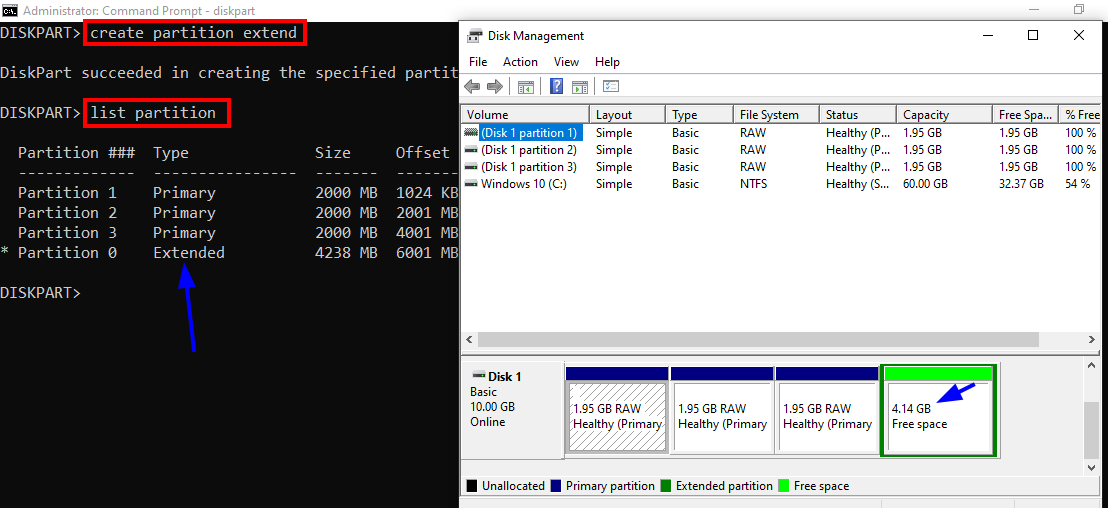 Administrator: Command Prompt - diskpart
DISKPART> create partition extend
DiskPart succeeded in creating the specified partit
DISKPART> list partition
Partition ### Type Size Offset
------------- ---------------- ------- -------
Partition 1 Primary 2000 MB 1024 KB
Partition 2 Primary 2000 MB 2001 MB
Partition 3 Primary 2000 MB 4001 MB
* Partition 0 Extended 4238 MB 6001 MB
DISKPART>
Disk Management
File Action View Help
Volume Layout Type File System Status Capacity Free Spa... % Free
(Disk 1 partition 1) Simple Basic RAW Healthy (P... 1.95 GB 1.95 GB 100 %
(Disk 1 partition 2) Simple Basic RAW Healthy (P... 1.95 GB 1.95 GB 100 %
(Disk 1 partition 3) Simple Basic RAW Healthy (P... 1.95 GB 1.95 GB 100 %
Windows 10 (C:) Simple Basic NTFS Healthy (S... 60.00 GB 32.37 GB 54 %
Disk 1
Basic
10.00 GB
Online
1.95 GB RAW
Healthy (Primary
1.95 GB RAW
Healthy (Primary
1.95 GB RAW
Healthy (Primary
4.14 GB
Free space
Unallocated Primary partition Extended partition Free space